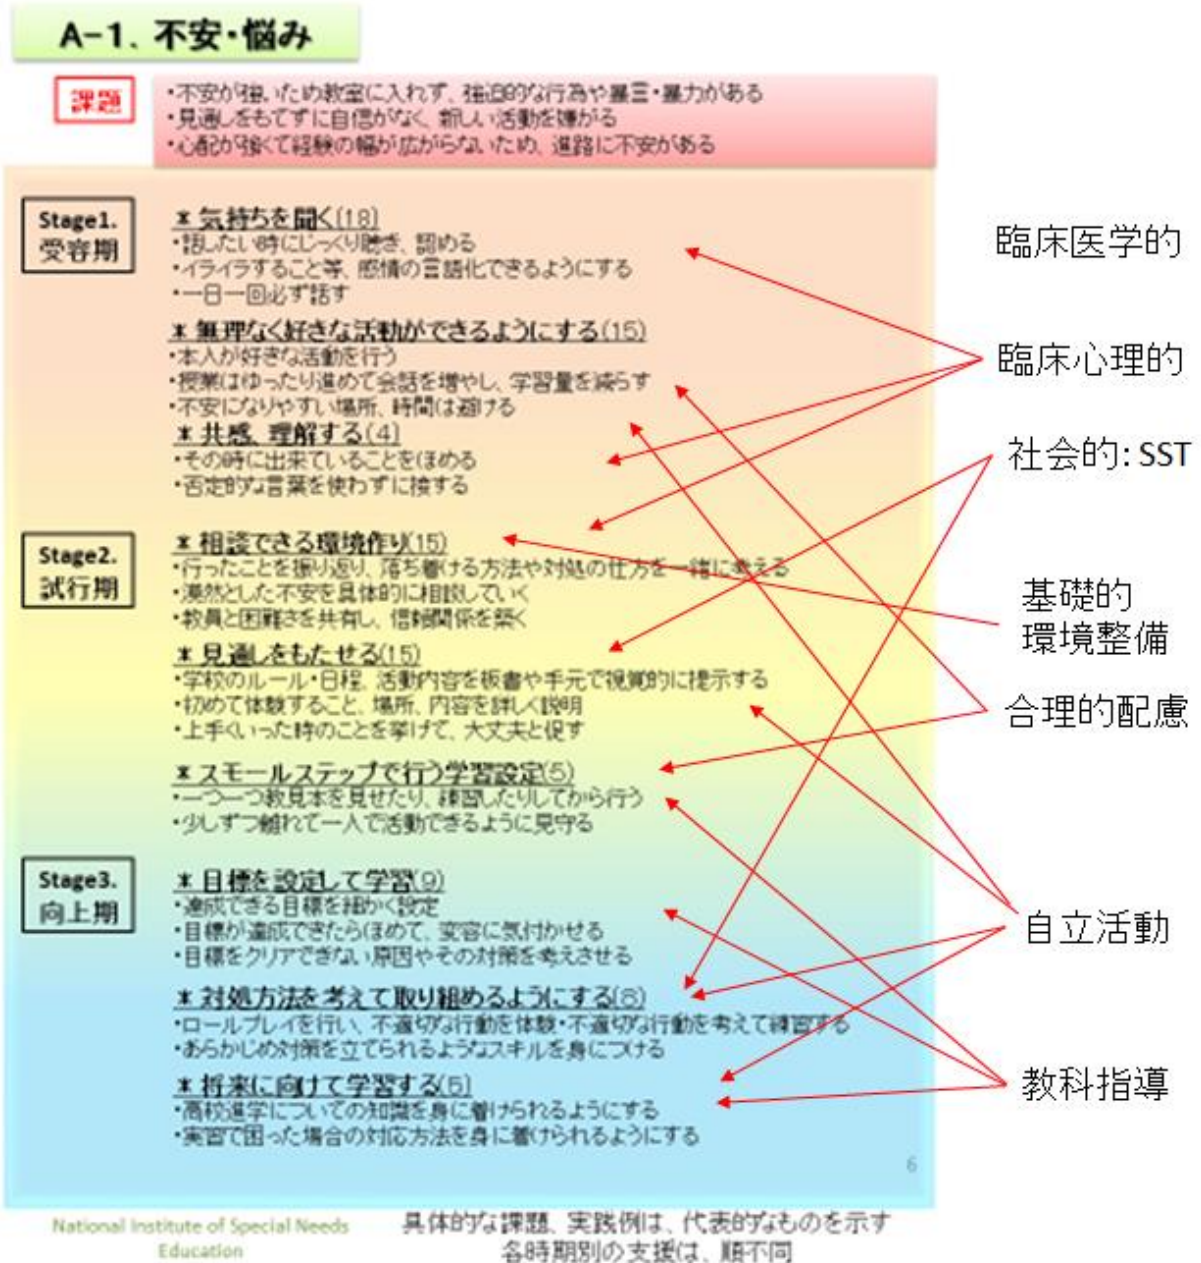 A-1. 不安・悩み
課題
・不安が強いため教室に入れず、強迫的な行為や暴言・暴力がある
・見通しをもてずに自信がなく、新しい活動を嫌がる
・心配が強くて経験の幅が広がらないため、進路に不安がある
Stage1.
受容期
＊気持ちを聞く(18)
・話したい時にじっくり聴き、認める
・イライラすること等、感情の言語化できるようにする
・一日一回必ず話す
＊無理なく好きな活動ができるようにする(15)
・本人が好きな活動を行う
・授業はゆったり進めて会話を増やし、学習量を減らす
・不安になりやすい場所、時間は避ける
＊共感、理解する(4)
・その時に出来ていることをほめる
・否定的な言葉を使わずに接する
Stage2.
試行期
＊相談できる環境作り(15)
・行ったことを振り返り、落ち着ける方法や対処の仕方を一緒に考える
・漠然とした不安を具体的に相談していく
・教員と困難さを共有し、信頼関係を築く
＊見通しをもたせる(15)
・学校のルール・日程、活動内容を板書や手元で視覚的に提示する
・初めて体験すること、場所、内容を詳しく説明
・上手くいった時のことを挙げて、大丈夫と促す
＊スモールステップで行う学習設定(5)
・一つ一つ教見本を見せたり、練習したりしてから行う
・少しずつ離れて一人で活動できるように見守る
Stage3.
向上期
＊目標を設定して学習(9)
・達成できる目標を細かく設定
・目標が達成できたらほめて、変容に気付かせる
・目標をクリアできない原因やその対策を考えさせる
＊対処方法を考えて取り組めるようにする(8)
・ロールプレイを行い、不適切な行動を体験・不適切な行動を考えて練習する
・あらかじめ対策を立てられるようなスキルを身につける
＊将来に向けて学習する(5)
・高校進学についての知識を身に着けられるようにする
・実習で困った場合の対応方法を身に着けられるようにする
6
臨床医学的
臨床心理的
社会的: SST
基礎的
環境整備
合理的配慮
自立活動
教科指導
National Institute of Special Needs
Education
具体的な課題、実践例は、代表的なものを示す
各時期別の支援は、順不同